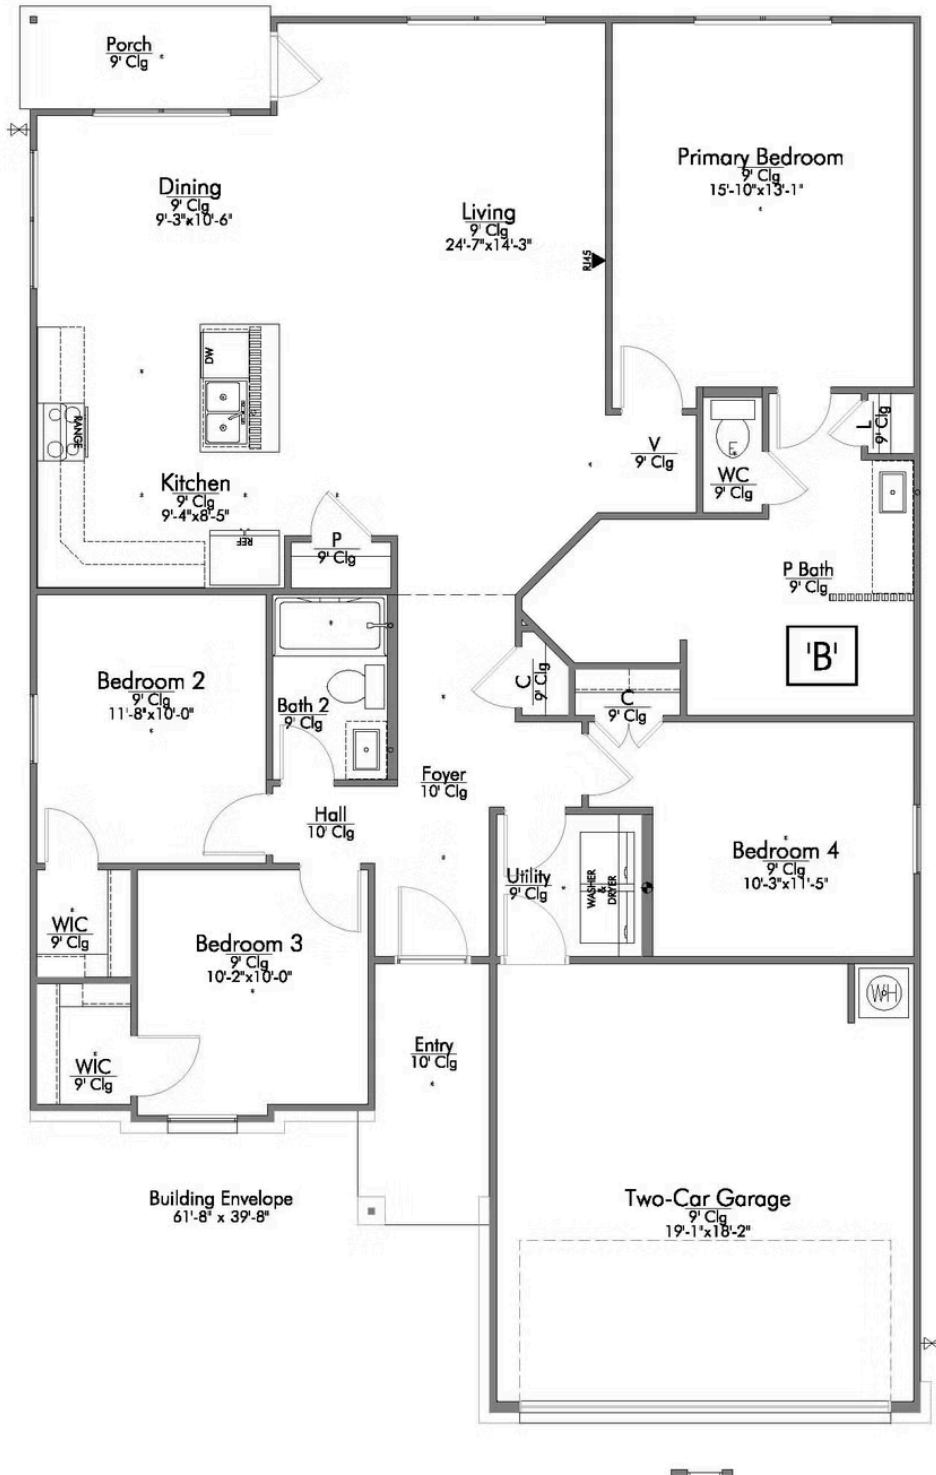 Porch
9' Clg
Dining
9' Clg
9'-3"x10'-6"
Living
9' Clg
24'-7"x14'-3"
RJ45
Primary Bedroom
9' Clg
15'-10"x13'-1"
DW
RANGE
Kitchen
9' Clg
9'-4"x8'-5"
REF
P
9' Clg
V
9' Clg
WC
9' Clg
L
9' Clg
P Bath
9' Clg
'B'
Bedroom 2
9' Clg
11'-8"x10'-0"
Bath 2
9' Clg
C
9' Clg
C
9' Clg
Foyer
10' Clg
Hall
10' Clg
Utility
9' Clg
WASHER
&
DRYER
Bedroom 4
9' Clg
10'-3"x11'-5"
WIC
9' Clg
Bedroom 3
9' Clg
10'-2"x10'-0"
WIC
9' Clg
Entry
10' Clg
WH
Building Envelope
61'-8" x 39'-8"
Two-Car Garage
9' Clg
19'-1"x18'-2"